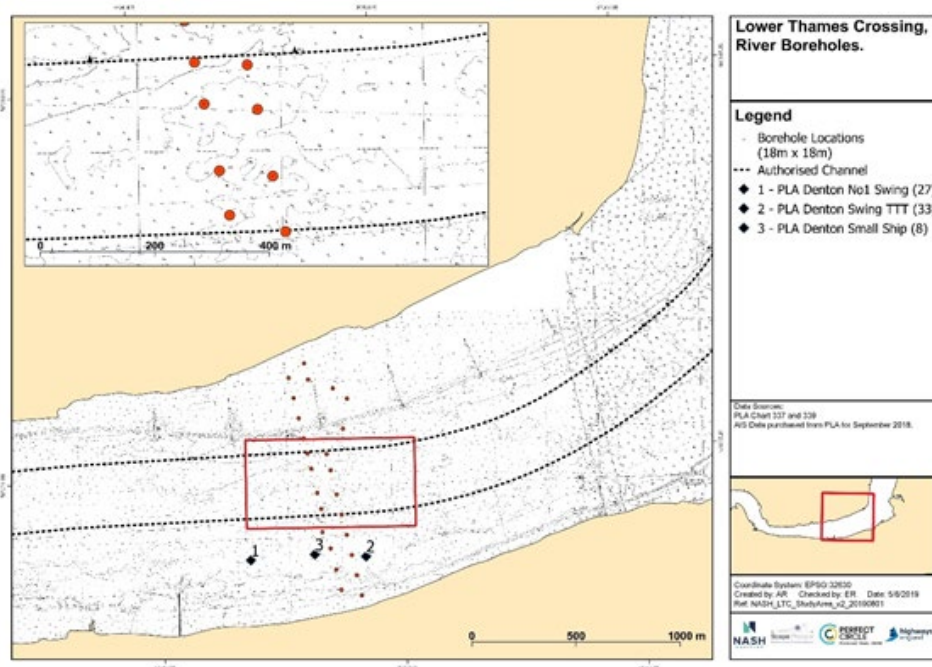 0 200 400 m
1 3 2
0 500 1000 m
Lower Thames Crossing,
River Boreholes.
Legend
Borehole Locations
(18m x 18m)
Authorised Channel
1 - PLA Denton No1 Swing (27
2 - PLA Denton Swing TTT (33
3 - PLA Denton Small Ship (8)
Data Sources:
PLA Chart 337 and 339
AIS Data purchased from PLA for September 2018.
Coordinate System: EPSG:32630
Created by: AR Checked by: ER Date: 5/8/2019
Ref: NASH_LTC_StudyArea_v2_20190801
NASH
PERFECT
CIRCLE
highways